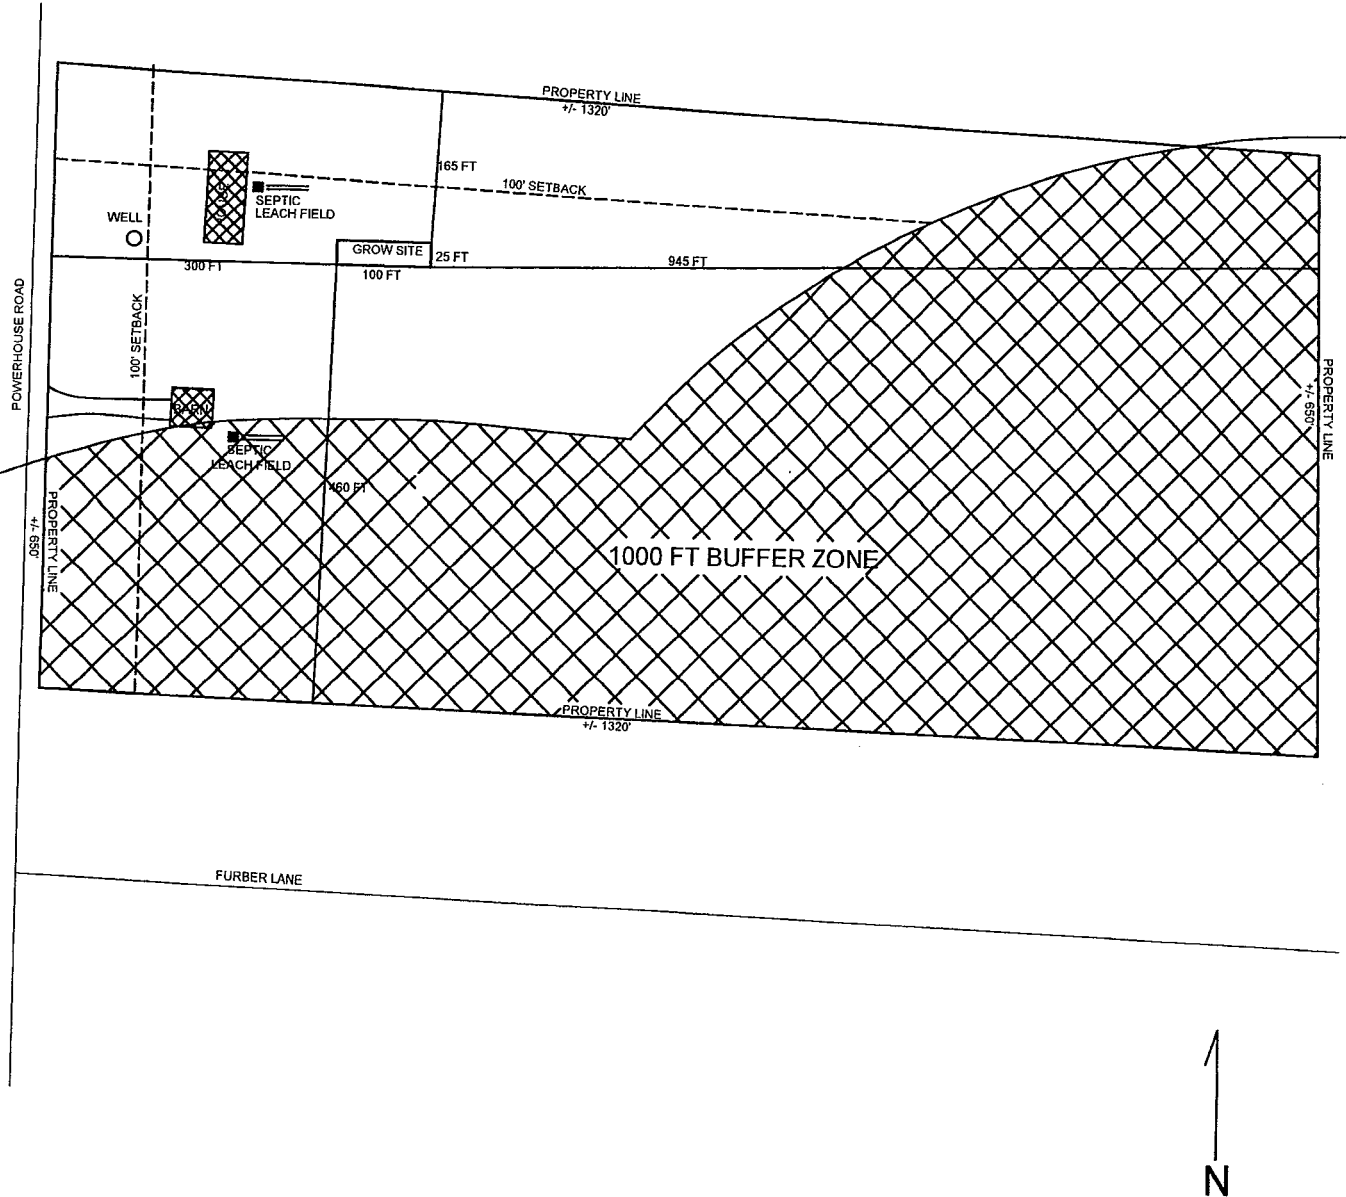 PROPERTY LINE
+/- 1320'
165 FT
100' SETBACK
SEPTIC
LEACH FIELD
WELL
GROW SITE
25 FT
300 FT
100 FT
945 FT
POWERHOUSE ROAD
100' SETBACK
BARN
SEPTIC
LEACH FIELD
460 FT
PROPERTY LINE
+/- 650'
PROPERTY LINE
+/- 650'
1000 FT BUFFER ZONE
PROPERTY LINE
+/- 1320'
FURBER LANE
N